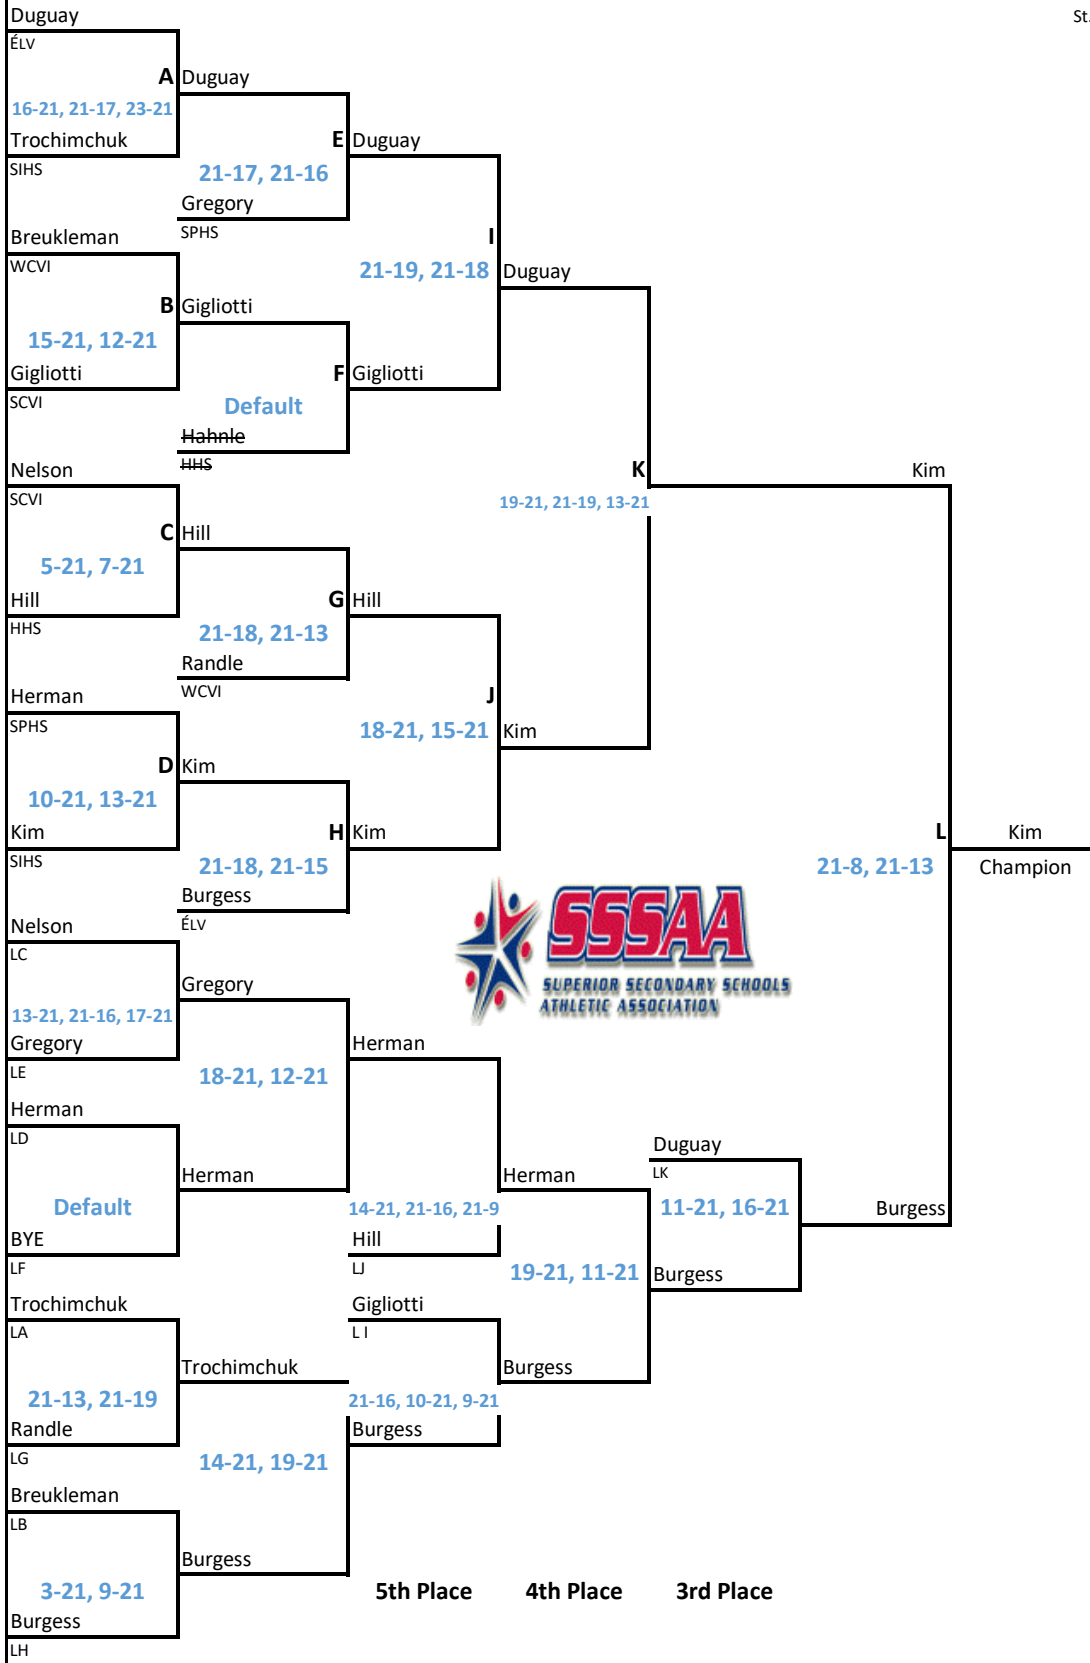 Duguay
St.
ÉLV
A Duguay
16-21, 21-17, 23-21
Trochimchuk
E Duguay
SIHS
21-17, 21-16
Gregory
SPHS
Breukleman
I
WCVI
21-19, 21-18
Duguay
B Gigliotti
15-21, 12-21
Gigliotti
F Gigliotti
SCVI
Default
Hahnle
HHS
Nelson
K
Kim
SCVI
19-21, 21-19, 13-21
C Hill
5-21, 7-21
Hill
G Hill
HHS
21-18, 21-13
Randle
WCVI
Herman
J
SPHS
18-21, 15-21
Kim
D Kim
10-21, 13-21
Kim
H Kim
L
Kim
SIHS
21-18, 21-15
21-8, 21-13
Champion
Burgess
ÉLV
SSSAA
SUPERIOR SECONDARY SCHOOLS
ATHLETIC ASSOCIATION
Nelson
LC
Gregory
13-21, 21-16, 17-21
Gregory
Herman
LE
18-21, 12-21
Herman
LD
Duguay
LK
Herman
Herman
Default
14-21, 21-16, 21-9
11-21, 16-21
Burgess
BYE
Hill
LF
LJ
19-21, 11-21
Burgess
Trochimchuk
Gigliotti
LA
L I
Trochimchuk
Burgess
21-13, 21-19
21-16, 10-21, 9-21
Randle
Burgess
LG
14-21, 19-21
Breukleman
LB
Burgess
3-21, 9-21
5th Place 4th Place 3rd Place
Burgess
LH